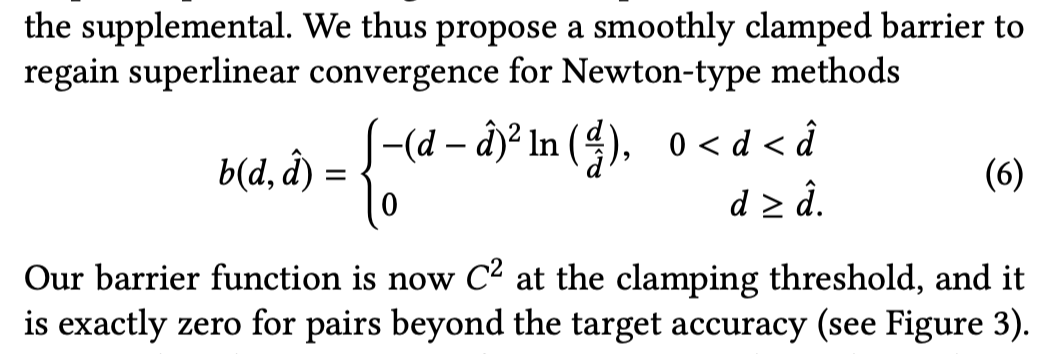 the supplemental. We thus propose a smoothly clamped barrier to
regain superlinear convergence for Newton-type methods
b(d, d̂) = { −(d − d̂)² ln (d/d̂), 0 < d < d̂
0 d ≥ d̂. (6)
Our barrier function is now C² at the clamping threshold, and it
is exactly zero for pairs beyond the target accuracy (see Figure 3).